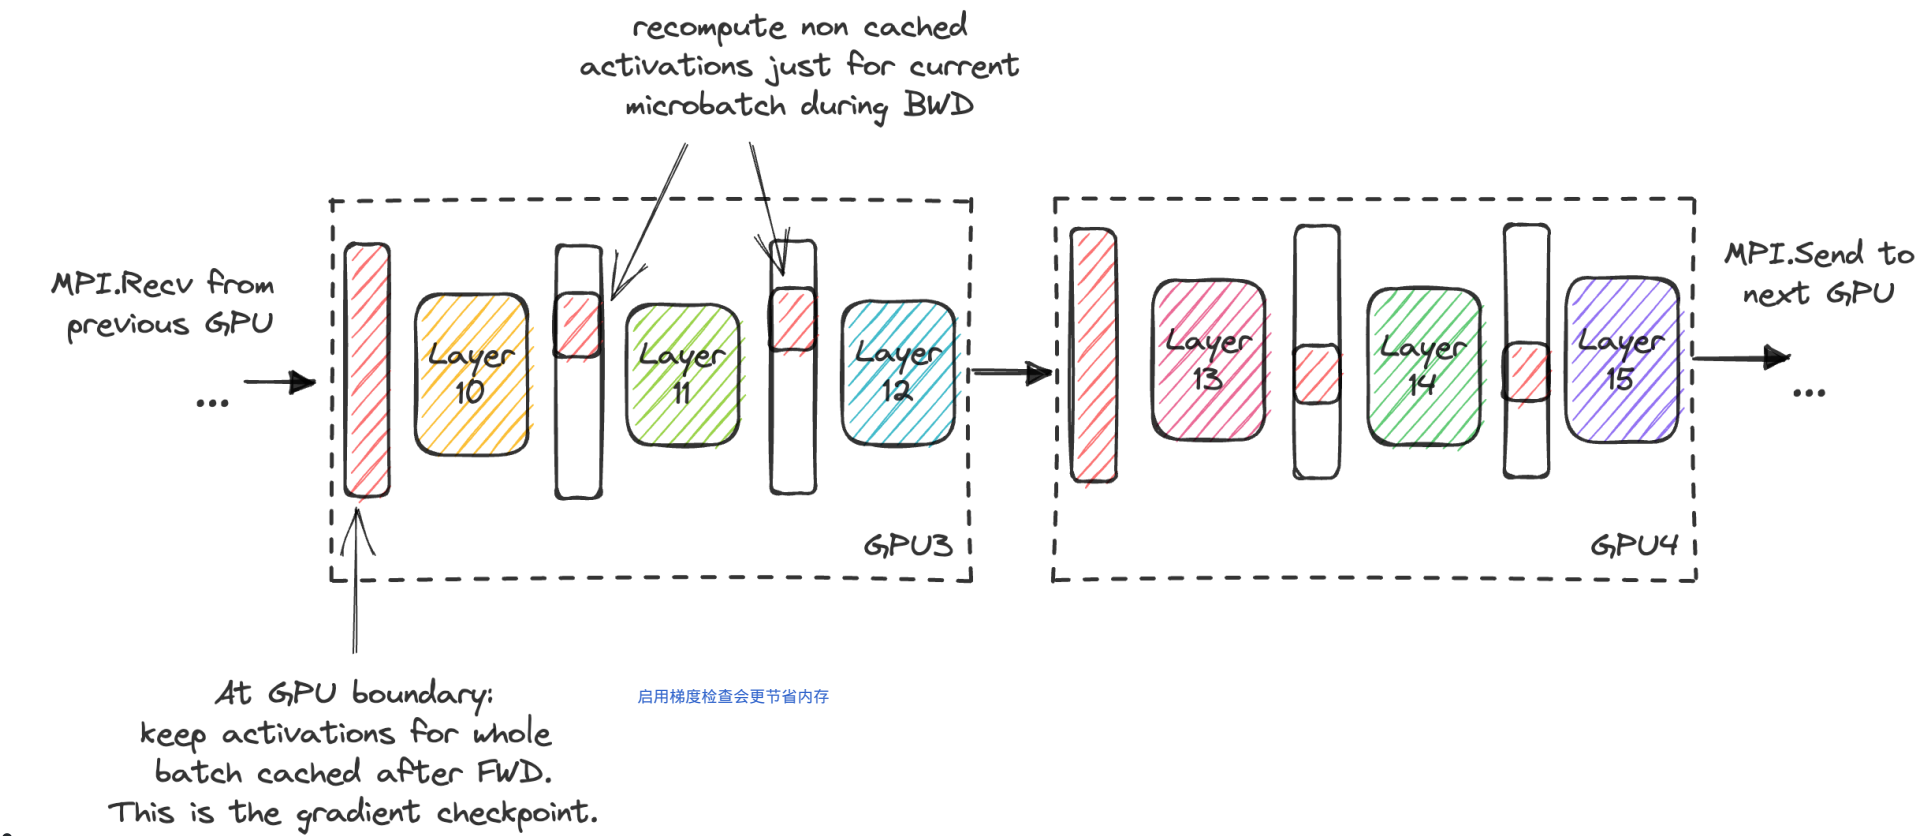 recompute non cached
activations just for current
microbatch during BWD
MPI.Recv from
previous GPU
...
Layer
10
Layer
11
Layer
12
GPU3
Layer
13
Layer
14
Layer
15
GPU4
MPI.Send to
next GPU
...
At GPU boundary:
keep activations for whole
batch cached after FWD.
This is the gradient checkpoint.
启用梯度检查会更节省内存